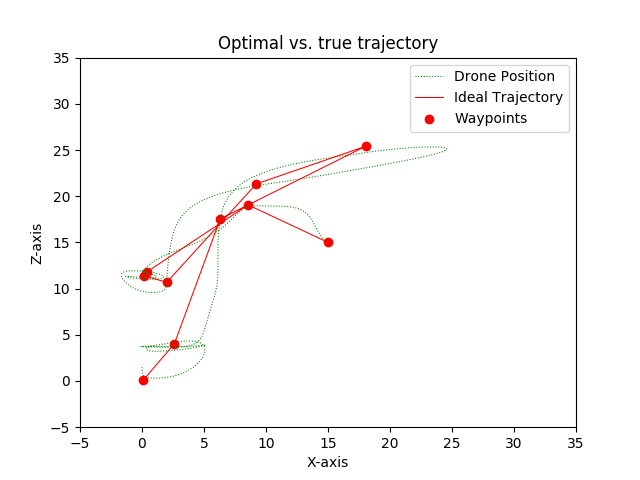 Optimal vs. true trajectory
Drone Position
Ideal Trajectory
Waypoints
35
30
25
20
15
10
5
0
−5
Z-axis
−5 0 5 10 15 20 25 30 35
X-axis